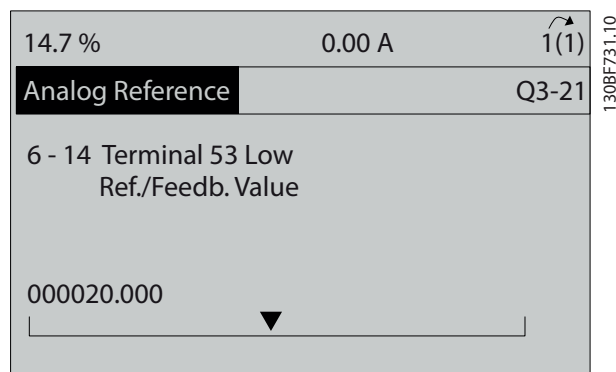 14.7 % 0.00 A 1(1)
Analog Reference Q3-21
6 - 14 Terminal 53 Low
Ref./Feedb. Value
000020.000
130BF731.10